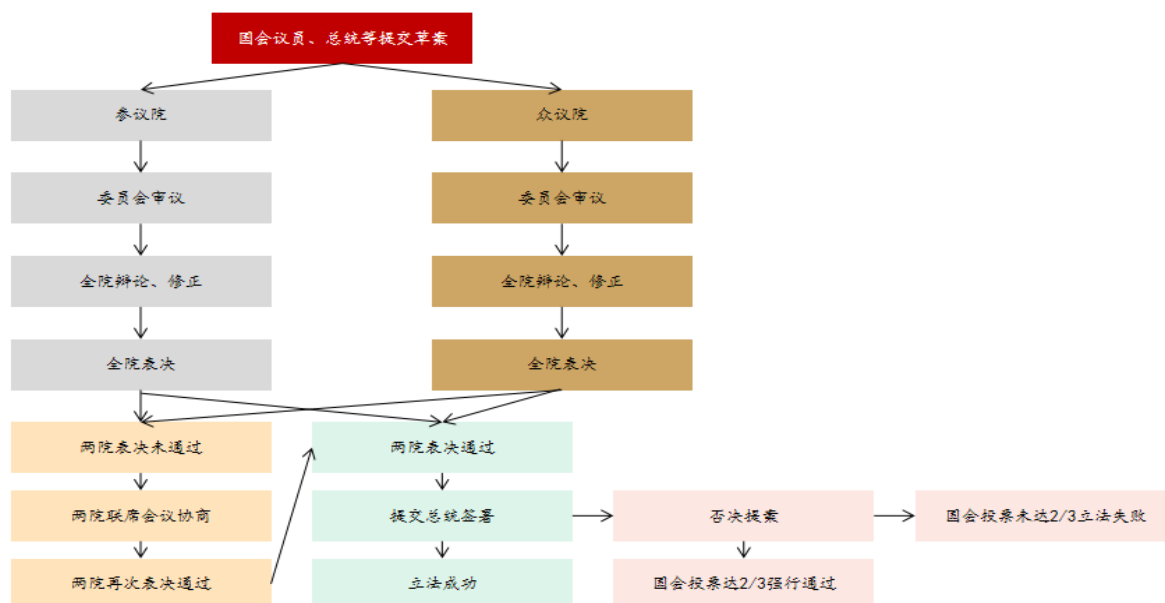 国会议员、总统等提交草案
参议院
众议院
委员会审议
委员会审议
全院辩论、修正
全院辩论、修正
全院表决
全院表决
两院表决未通过
两院表决通过
两院联席会议协商
提交总统签署
否决提案
国会投票未达2/3立法失败
两院再次表决通过
立法成功
国会投票达2/3强行通过